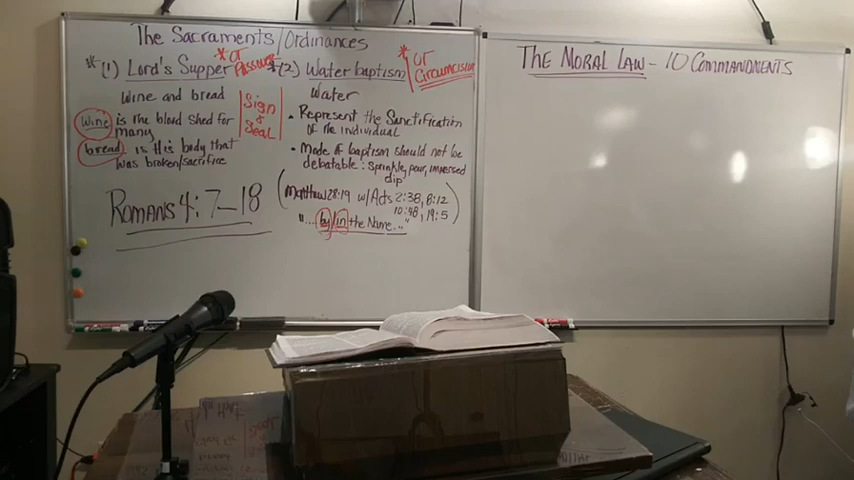 The Sacraments/Ordinances
* (1) Lord's Supper * or Passover
Wine and bread
Wine is the blood shed for
many
bread is His body that
was broken/sacrifice
Sign
&
Seal
Romans 4:7-18
* (2) Water baptism * or Circumcision
Water
• Represent the Sanctification
of the individual
• Mode of baptism should not be
debatable: sprinkle, pour, immersed
dip
(Matthew 28:19 w/Acts 2:38, 8:12
10:48, 19:5)
"... by/in the Name..."
The Moral Law - 10 Commandments